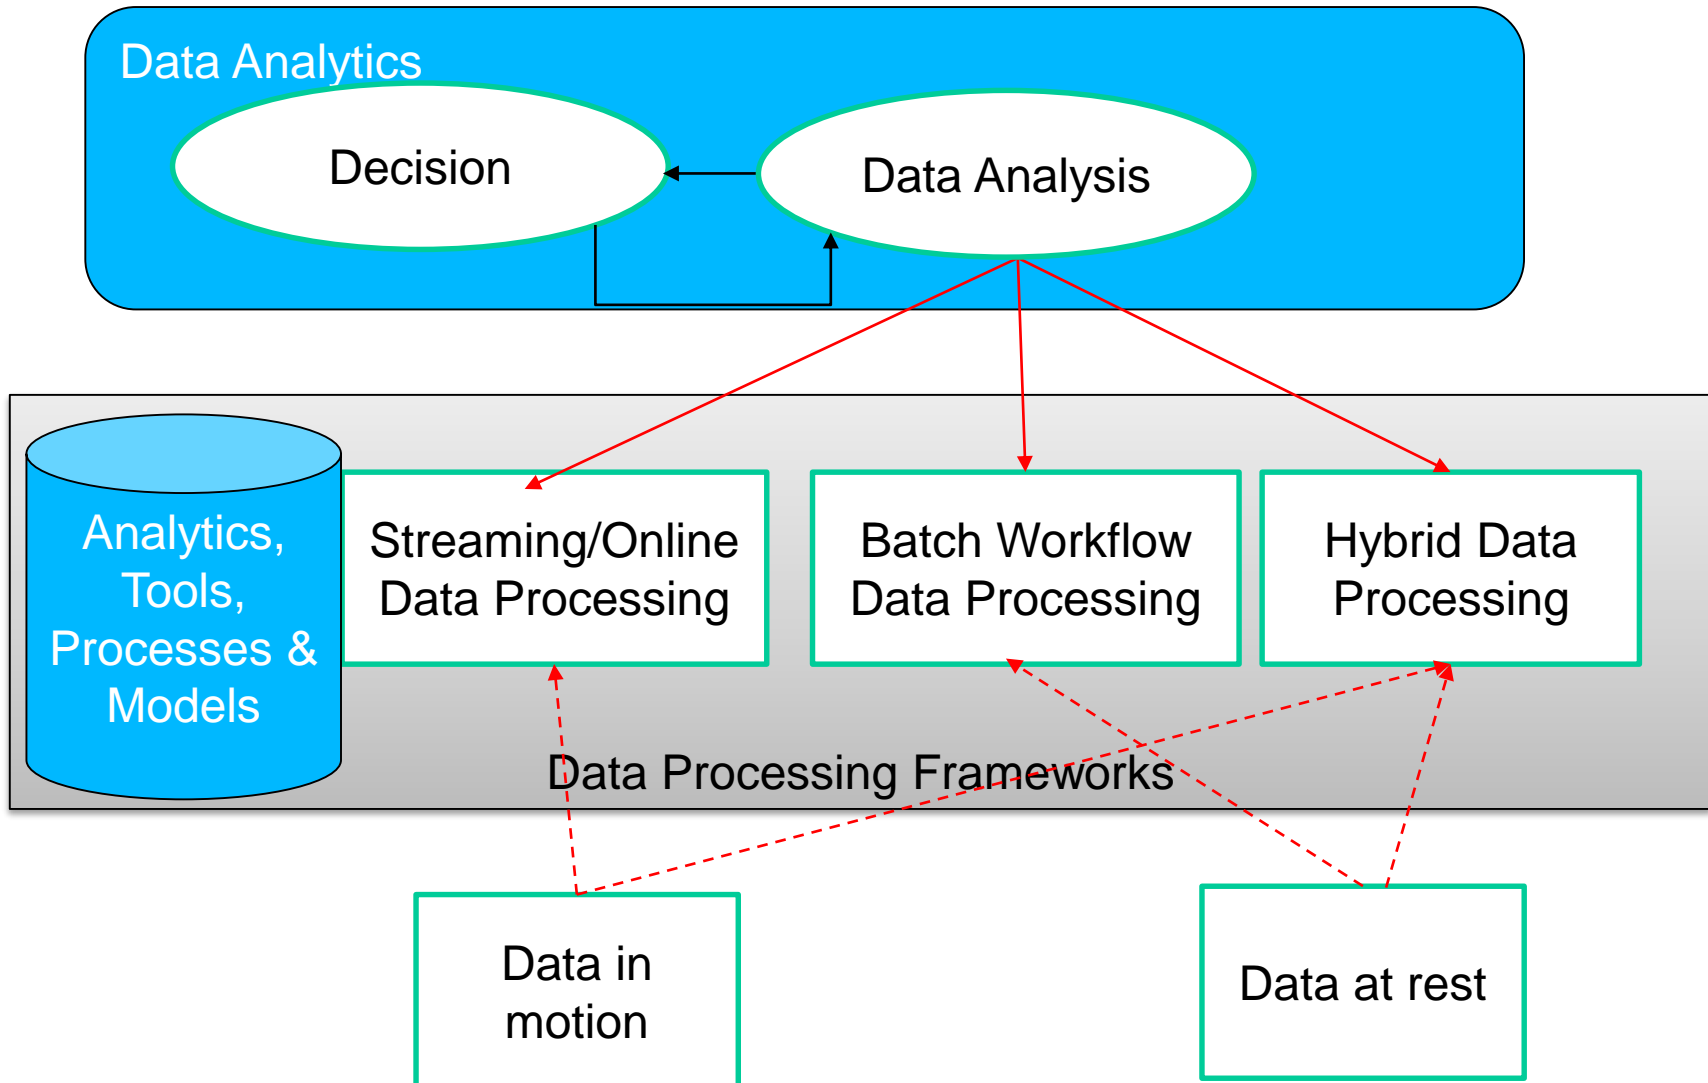 Data Analytics
Decision
Data Analysis
Analytics,
Tools,
Processes &
Models
Streaming/Online
Data Processing
Batch Workflow
Data Processing
Hybrid Data
Processing
Data Processing Frameworks
Data in
motion
Data at rest